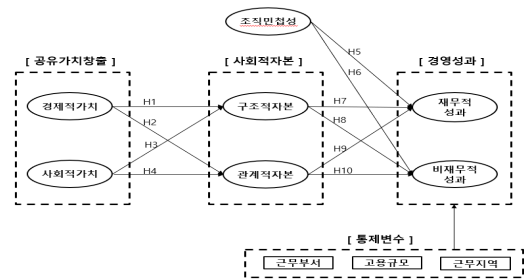 조직민첩성
[ 공유가치창출 ]
[ 사회적자본 ]
[ 경영성과 ]
H5
H6
경제적가치
H1
구조적자본
H7
재무적
성과
H2
H8
H3
H9
사회적가치
H4
관계적자본
H10
비재무적
성과
[ 통제변수 ]
근무부서
고용규모
근무지역